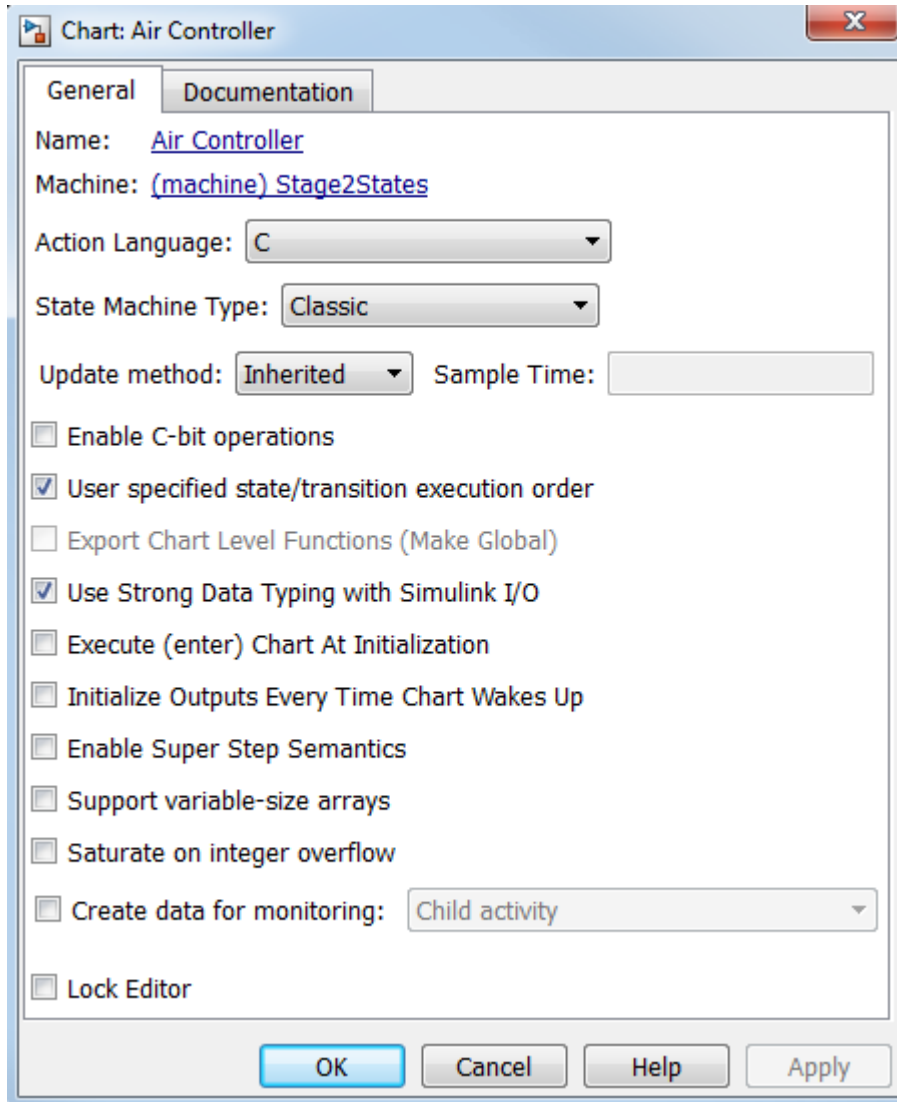 Chart: Air Controller
General Documentation
Name: Air Controller
Machine: (machine) Stage2States
Action Language: C
State Machine Type: Classic
Update method: Inherited Sample Time:
Enable C-bit operations
User specified state/transition execution order
Export Chart Level Functions (Make Global)
Use Strong Data Typing with Simulink I/O
Execute (enter) Chart At Initialization
Initialize Outputs Every Time Chart Wakes Up
Enable Super Step Semantics
Support variable-size arrays
Saturate on integer overflow
Create data for monitoring: Child activity
Lock Editor
OK Cancel Help Apply